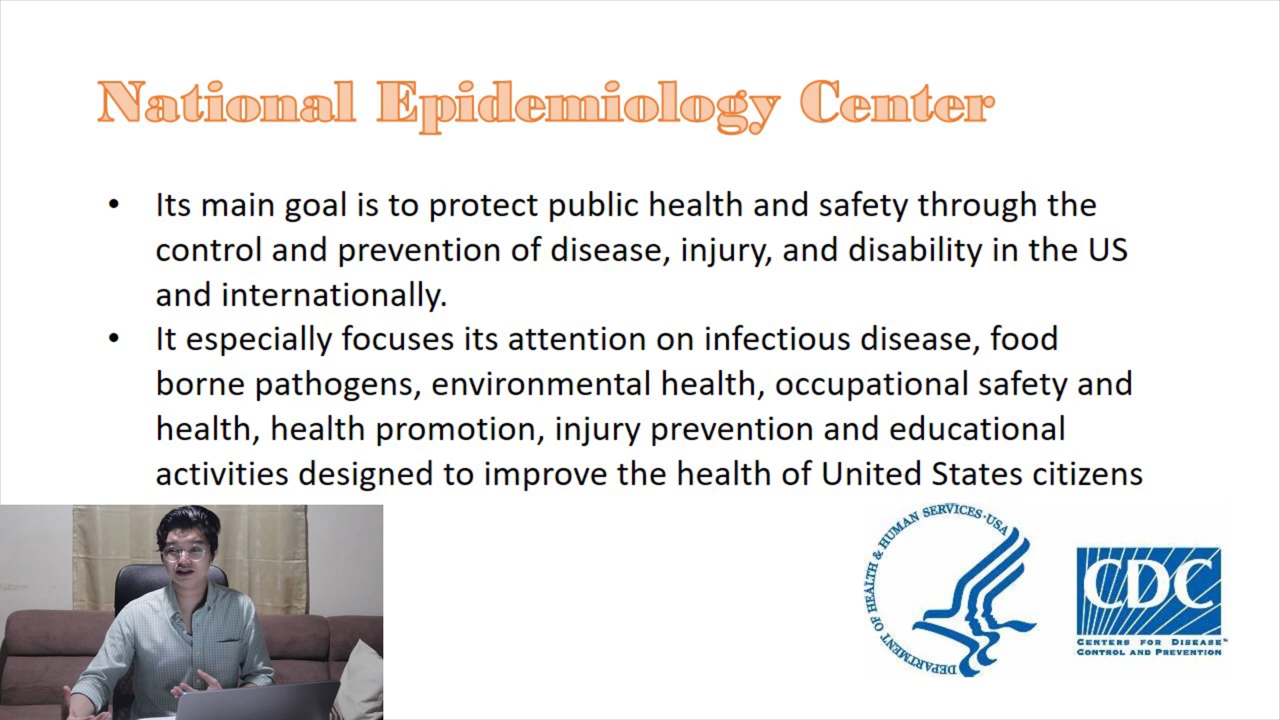 National Epidemiology Center
• Its main goal is to protect public health and safety through the
control and prevention of disease, injury, and disability in the US
and internationally.
• It especially focuses its attention on infectious disease, food
borne pathogens, environmental health, occupational safety and
health, health promotion, injury prevention and educational
activities designed to improve the health of United States citizens
DEPARTMENT OF HEALTH & HUMAN SERVICES·USA
CDC
CENTERS FOR DISEASE™
CONTROL AND PREVENTION